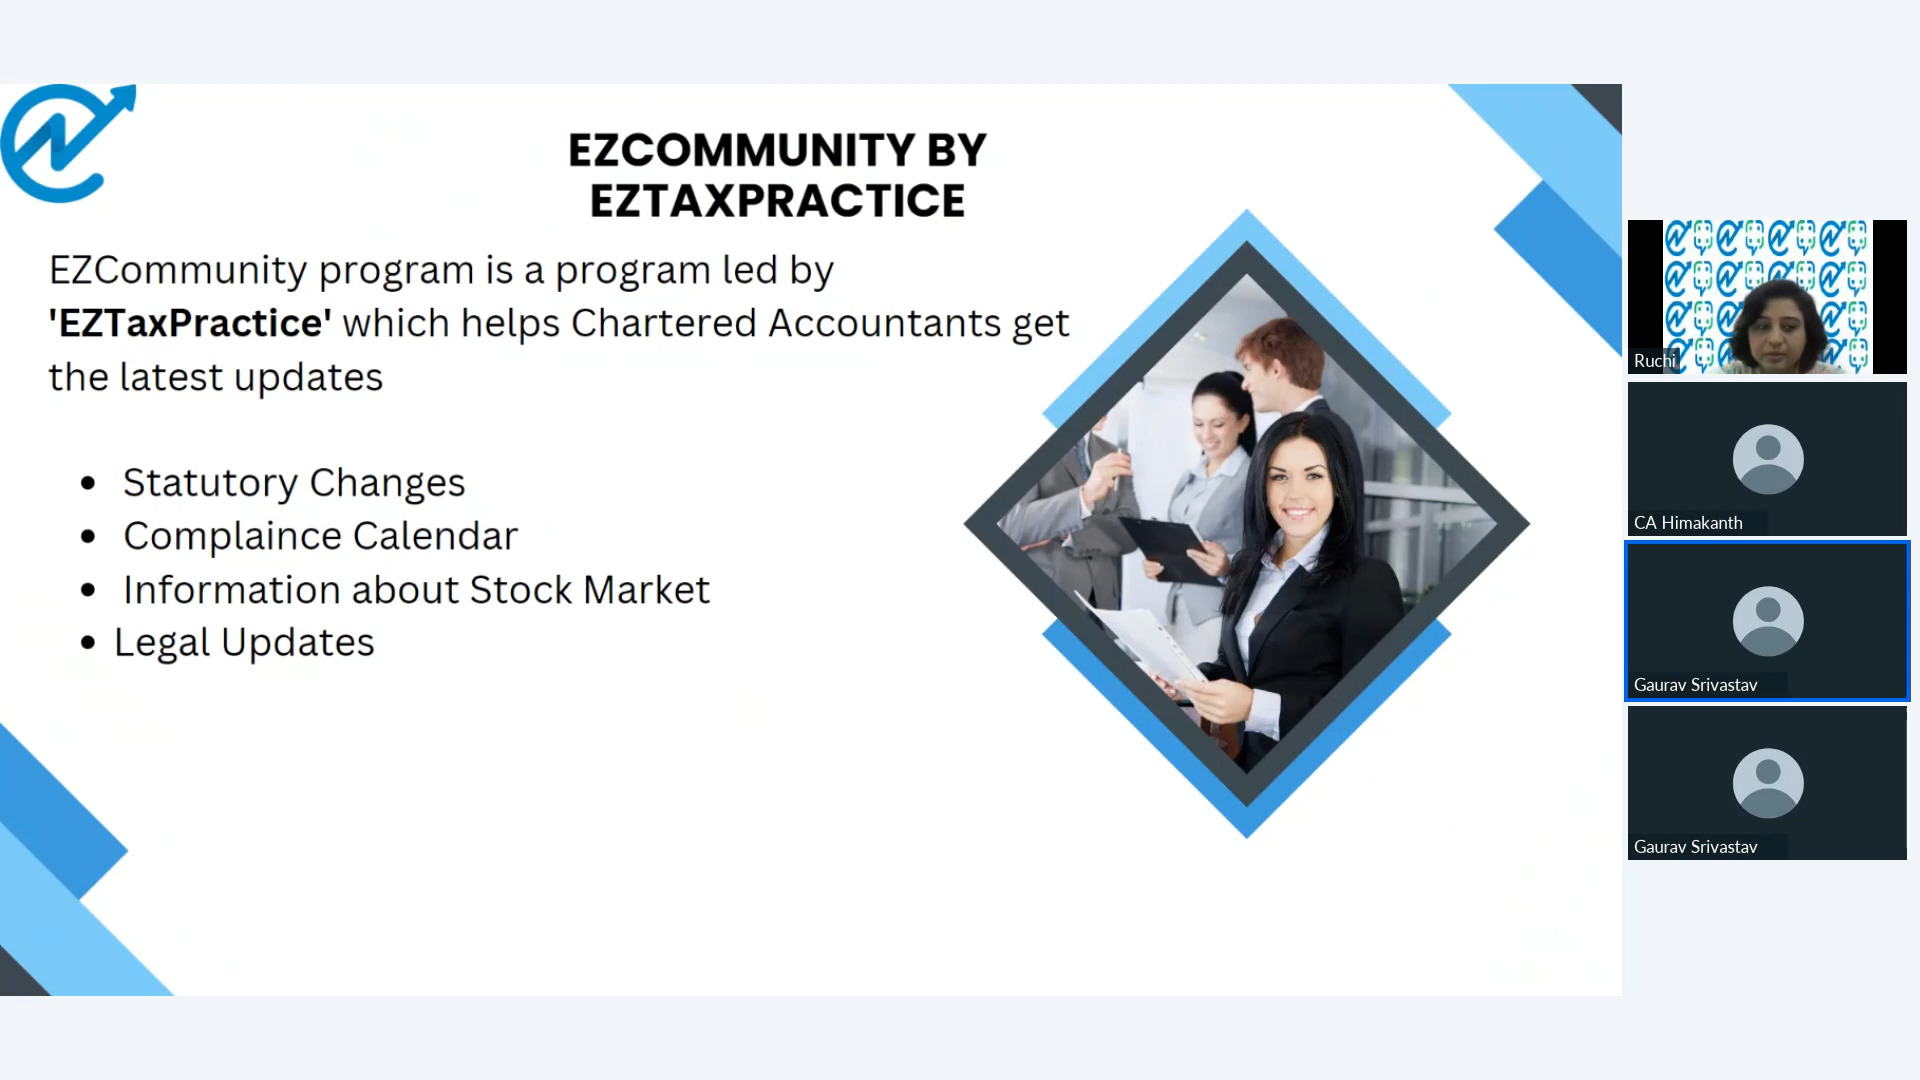 EZCOMMUNITY BY
EZTAXPRACTICE
EZCommunity program is a program led by
'EZTaxPractice' which helps Chartered Accountants get
the latest updates
• Statutory Changes
• Complaince Calendar
• Information about Stock Market
• Legal Updates
Ruchi
CA Himakanth
Gaurav Srivastav
Gaurav Srivastav